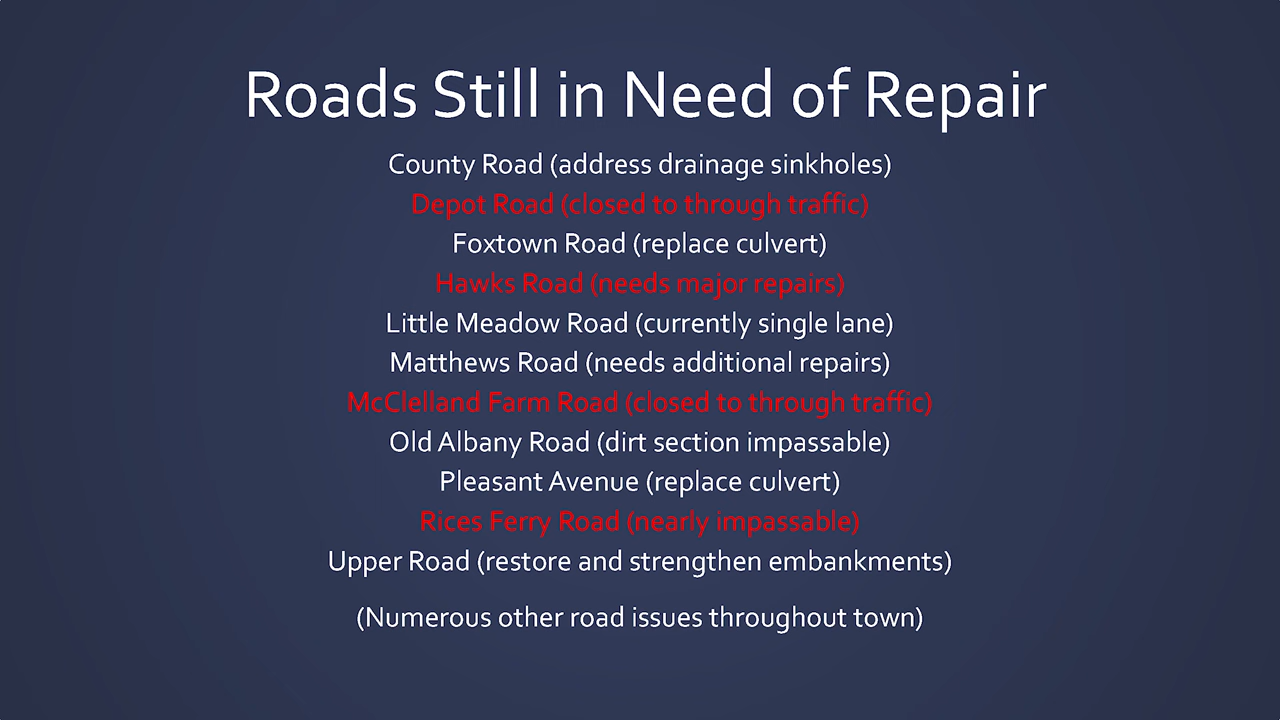 Roads Still in Need of Repair
County Road (address drainage sinkholes)
Depot Road (closed to through traffic)
Foxtown Road (replace culvert)
Hawks Road (needs major repairs)
Little Meadow Road (currently single lane)
Matthews Road (needs additional repairs)
McClelland Farm Road (closed to through traffic)
Old Albany Road (dirt section impassable)
Pleasant Avenue (replace culvert)
Rices Ferry Road (nearly impassable)
Upper Road (restore and strengthen embankments)
(Numerous other road issues throughout town)